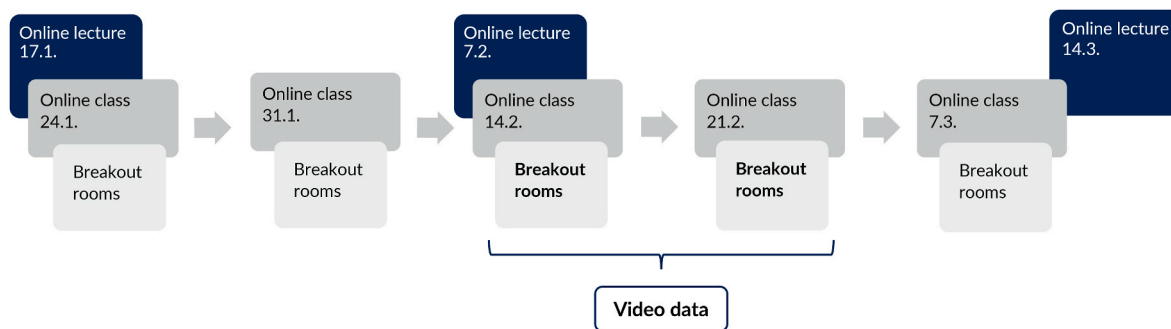 Online lecture
17.1.
Online class
24.1.
Breakout
rooms
Online class
31.1.
Breakout
rooms
Online lecture
7.2.
Online class
14.2.
Breakout
rooms
Online class
21.2.
Breakout
rooms
Online lecture
14.3.
Online class
7.3.
Breakout
rooms
Video data